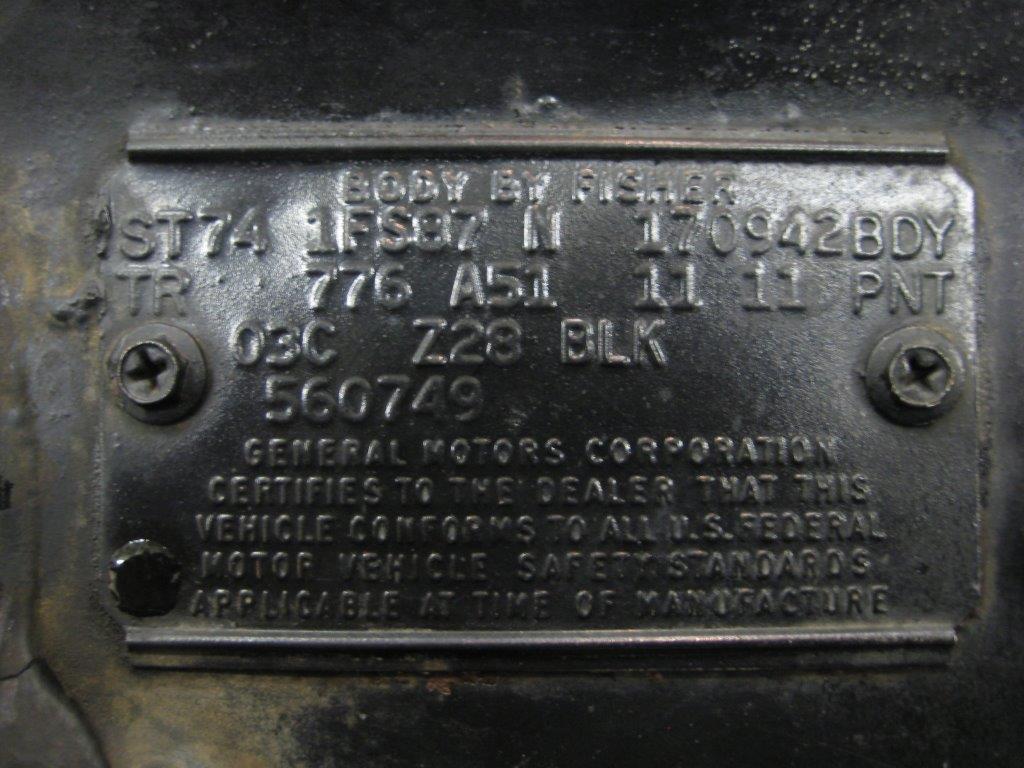 BODY BY FISHER
ST74 1FS87 N 170942BDY
TR 776 A51 11 11 PNT
03C Z28 BLK
560749
GENERAL MOTORS CORPORATION
CERTIFIES TO THE DEALER THAT THIS
VEHICLE CONFORMS TO ALL U.S. FEDERAL
MOTOR VEHICLE SAFETY STANDARDS
APPLICABLE AT TIME OF MANUFACTURE